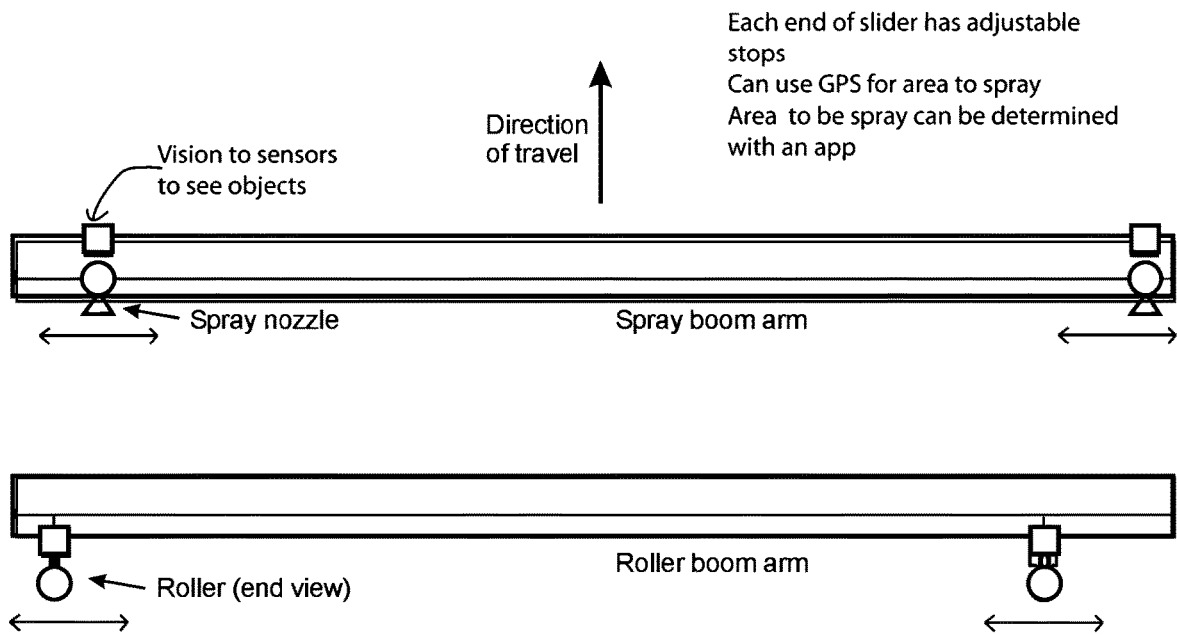 Each end of slider has adjustable
stops
Can use GPS for area to spray
Area to be spray can be determined
with an app
Direction
of travel
Vision to sensors
to see objects
Spray nozzle
Spray boom arm
Roller boom arm
Roller (end view)